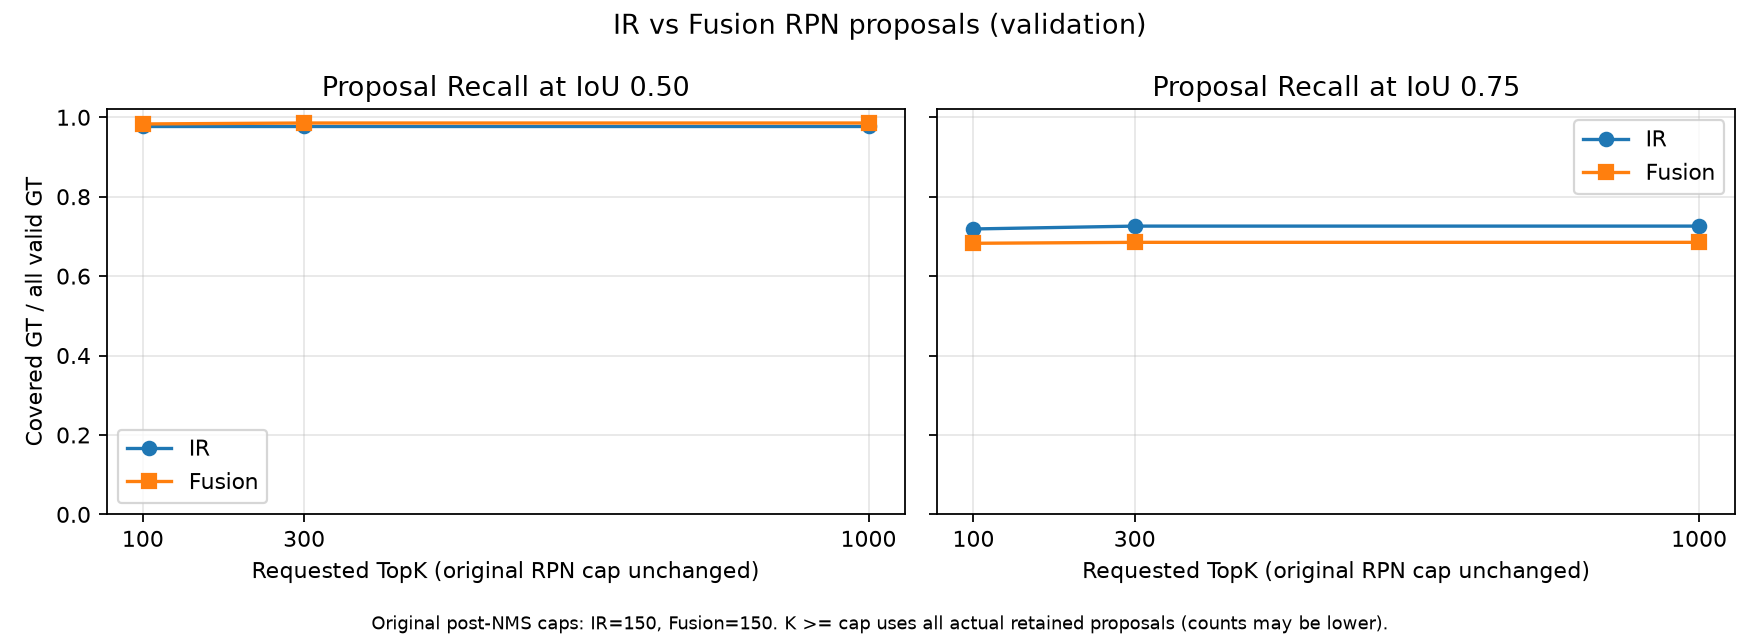 IR vs Fusion RPN proposals (validation)
Proposal Recall at IoU 0.50
Covered GT / all valid GT
1.0
0.8
0.6
0.4
0.2
0.0
IR
Fusion
100
300
1000
Requested TopK (original RPN cap unchanged)
Proposal Recall at IoU 0.75
IR
Fusion
100
300
1000
Requested TopK (original RPN cap unchanged)
Original post-NMS caps: IR=150, Fusion=150. K >= cap uses all actual retained proposals (counts may be lower).